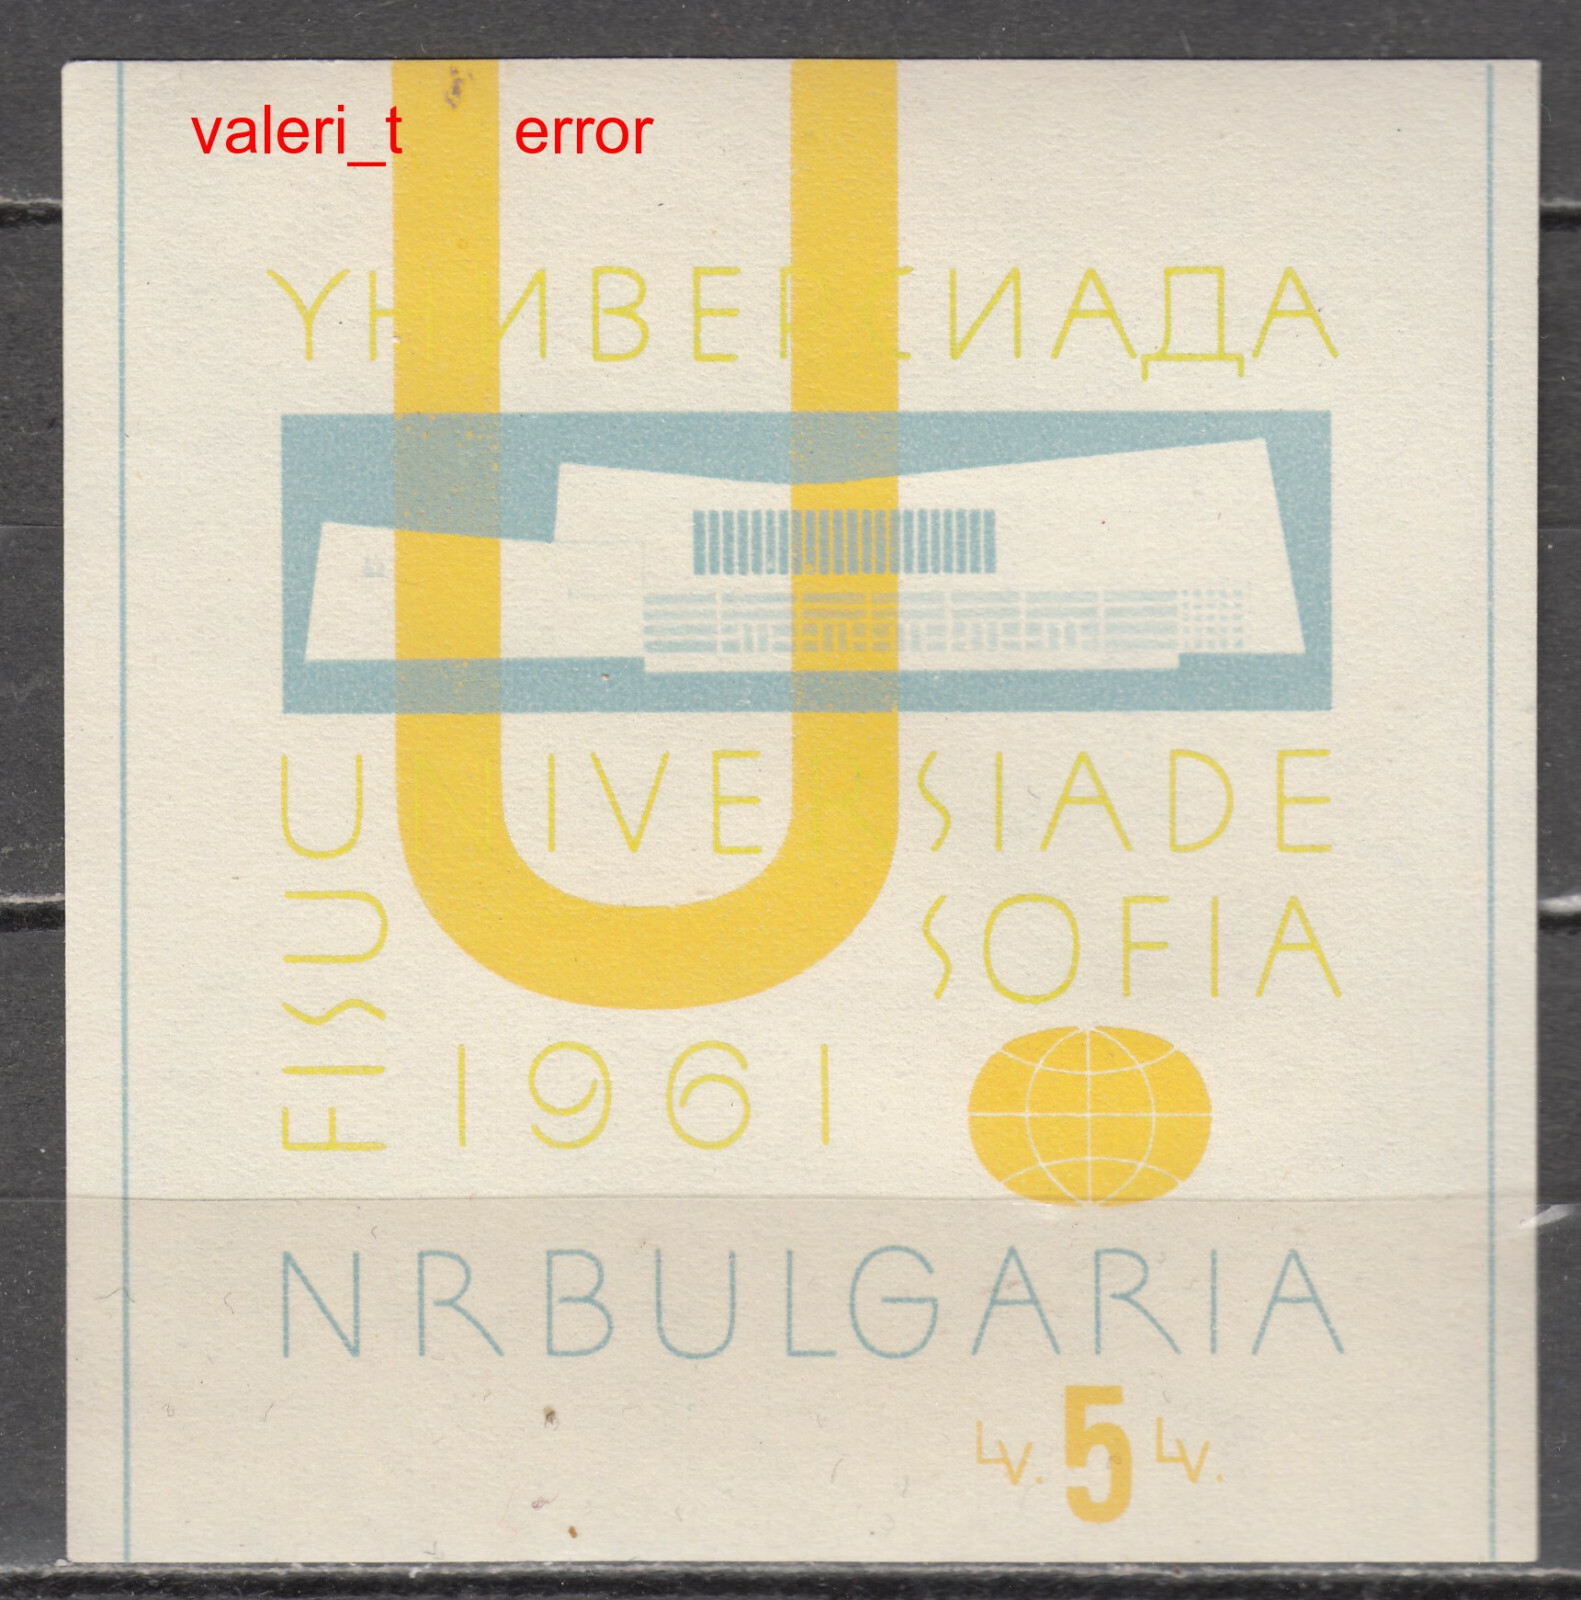 valeri_t error
УНИВЕРСИАДА
UNIVERSIADE
SOFIA
FISU
1961
NRBULGARIA
LV. 5 LV.